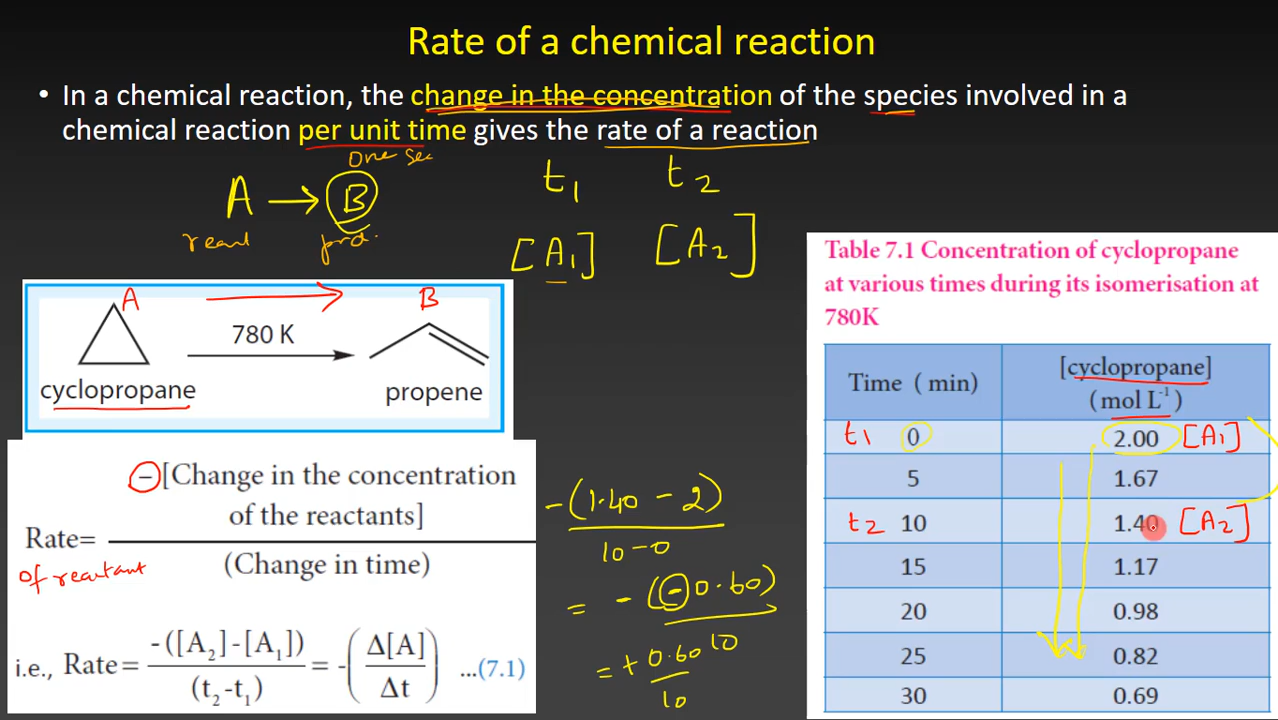 Rate of a chemical reaction
• In a chemical reaction, the change in the concentration of the species involved in a
chemical reaction per unit time gives the rate of a reaction
One sec
A → B
reant
prd.
t₁ t₂
[A₁] [A₂]
A B
780 K
cyclopropane propene
Rate= –[Change in the concentration
of the reactants]
(Change in time)
of reactant
i.e., Rate= -([A₂]-[A₁]) / (t₂-t₁) = -(Δ[A] / Δt) ...(7.1)
-(1.40 - 2)
10-0
= -(-0.60)
10
= +0.60
10
Table 7.1 Concentration of cyclopropane
at various times during its isomerisation at
780K
Time ( min) [cyclopropane]
(mol L⁻¹)
t₁ 0 2.00 [A₁]
5 1.67
t₂ 10 1.40 [A₂]
15 1.17
20 0.98
25 0.82
30 0.69